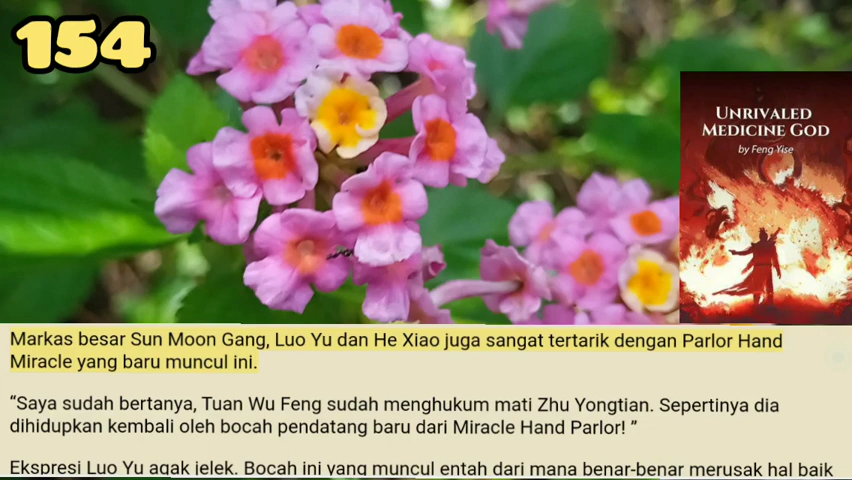 154
UNRIVALED
MEDICINE GOD
by Feng Yise
Markas besar Sun Moon Gang, Luo Yu dan He Xiao juga sangat tertarik dengan Parlor Hand
Miracle yang baru muncul ini.
“Saya sudah bertanya, Tuan Wu Feng sudah menghukum mati Zhu Yongtian. Sepertinya dia
dihidupkan kembali oleh bocah pendatang baru dari Miracle Hand Parlor! ”
Ekspresi Luo Yu agak jelek. Bocah ini yang muncul entah dari mana benar-benar merusak hal baik